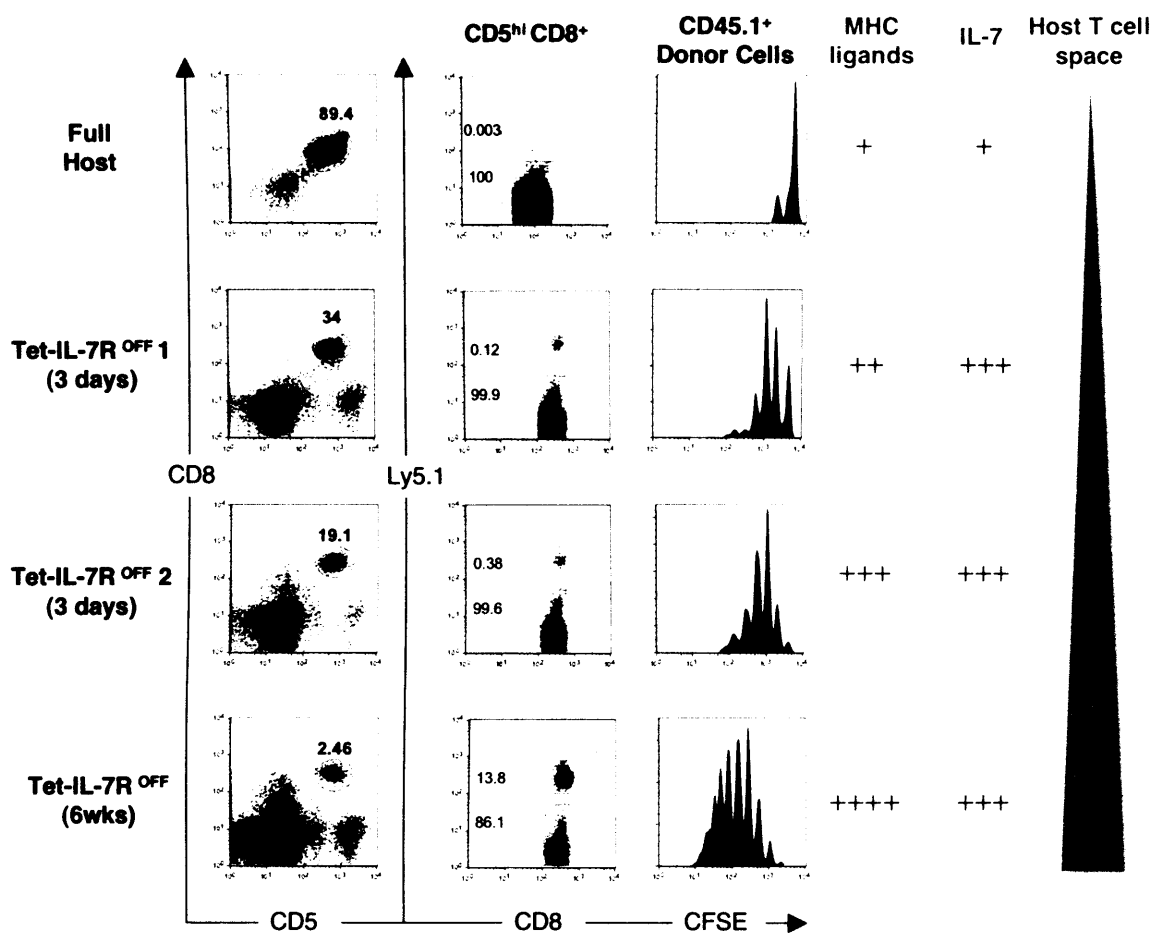 CD5hi CD8+
CD45.1+
Donor Cells
MHC
ligands
IL-7
Host T cell
space
Full
Host
89.4
0.003
100
+
+
Tet-IL-7R OFF 1
(3 days)
34
0.12
99.9
++
+++
CD8
Ly5.1
Tet-IL-7R OFF 2
(3 days)
19.1
0.38
99.6
+++
+++
Tet-IL-7R OFF
(6wks)
2.46
13.8
86.1
++++
+++
CD5
CD8
CFSE